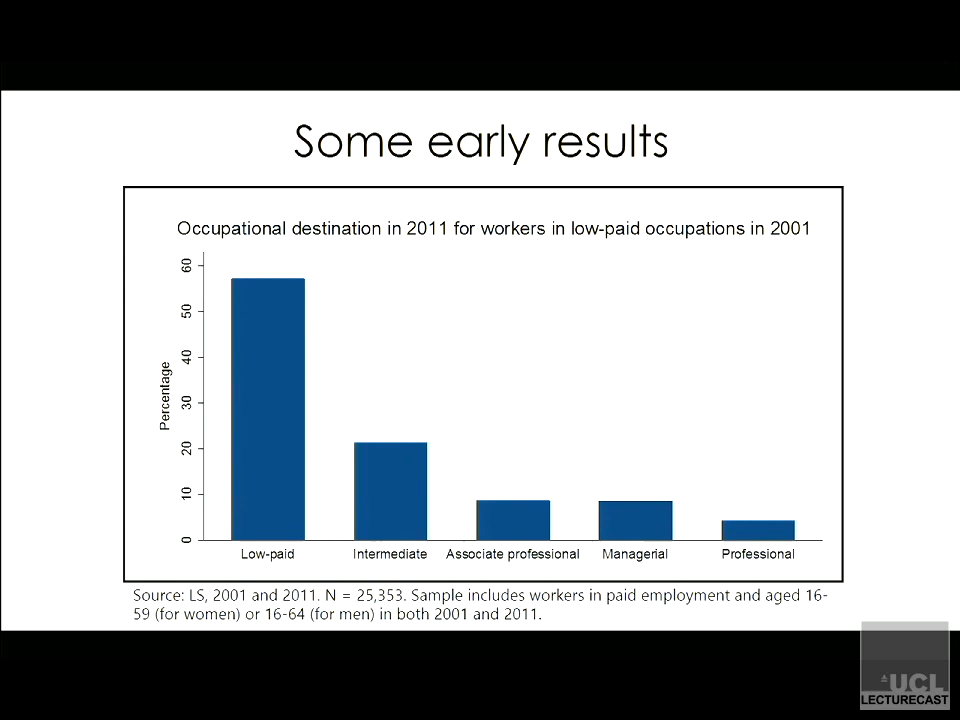 Some early results
Occupational destination in 2011 for workers in low-paid occupations in 2001
Percentage
60
50
40
30
20
10
0
Low-paid
Intermediate
Associate professional
Managerial
Professional
Source: LS, 2001 and 2011. N = 25,353. Sample includes workers in paid employment and aged 16-
59 (for women) or 16-64 (for men) in both 2001 and 2011.
UCL
LECTURECAST